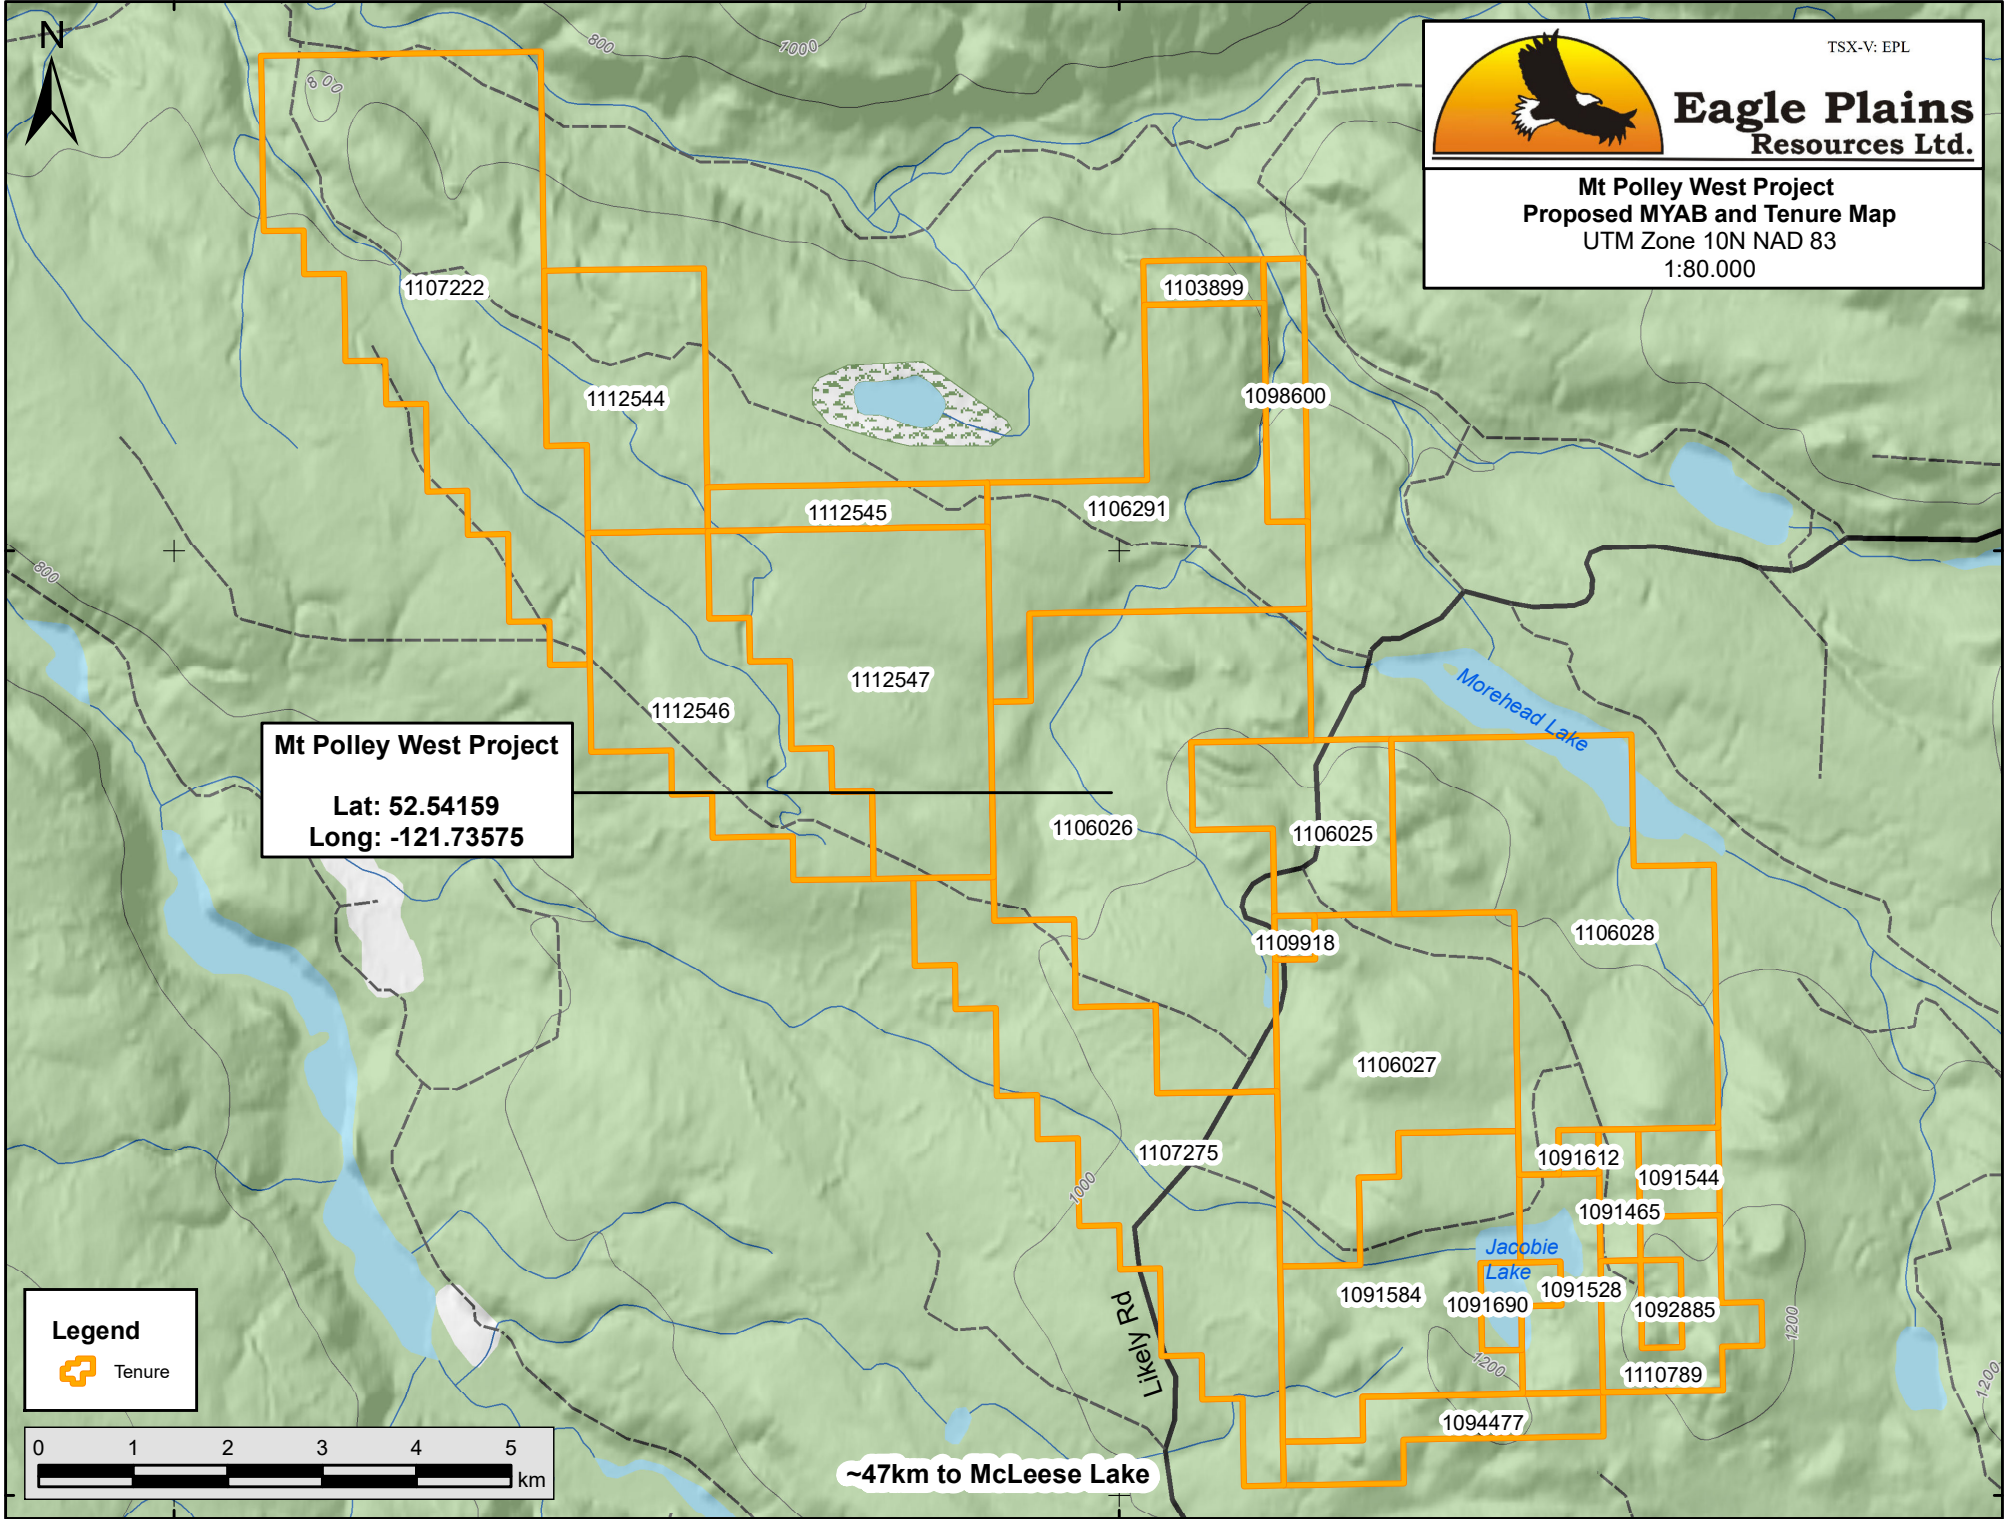 N
800
1000
800
TSX-V: EPL
Eagle Plains
Resources Ltd.
Mt Polley West Project
Proposed MYAB and Tenure Map
UTM Zone 10N NAD 83
1:80.000
1107222
1103899
1112544
1098600
1112545
1106291
800
1112547
1112546
Morehead Lake
Mt Polley West Project
Lat: 52.54159
Long: -121.73575
1106026
1106025
1106028
1109918
1106027
1107275
1091612
1091544
1000
1091465
Jacobie
Lake
1091584
1091528
1091690
1092885
1200
Likely Rd
1200
1110789
1200
1094477
Legend
Tenure
0 1 2 3 4 5
km
~47km to McLeese Lake